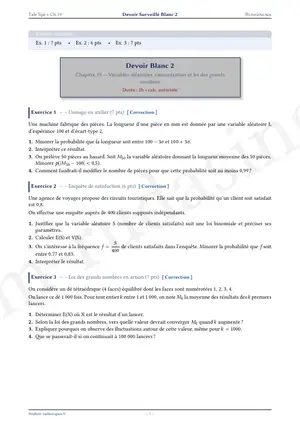 Tale Spé • Ch.19
Devoir Surveillé Blanc 2
Ex. 1 : 7 pts • Ex. 2 : 6 pts • Ex. 3 : 7 pts
Devoir Blanc 2
Chapitre 19 — Variables aléatoires, concentration et loi des grands nombres
Durée : 2h • calc. autorisée
Exercice 1 — Usinage en atelier (7 pts) [ Correction ]
Une machine fabrique des pièces. La longueur d'une pièce en mm est donnée par une variable aléatoire L
d'espérance 100 et d'écart-type 2.
1. Minorer la probabilité que la longueur soit entre
2. Interpréter ce résultat.
3. On prélève 50 pièces au hasard. Soit M₅₀ la variable aléatoire donnant la longueur moyenne des 50 pièces.
4. Comment faudrait-il modifier le nombre de pièces pour que cette probabilité soit au moins 0,99 ?
Exercice 2 — Enquête de satisfaction (6 pts) [ Correction ]
Une agence de voyages propose des circuits touristiques. Elle sait que la probabilité qu'un client soit satisfait
est 0,8.
On effectue une enquête auprès de 400 clients supposés indépendants.
1. Justifier que la variable aléatoire S (nombre de clients satisfaits) suit une loi binomiale et préciser ses
paramètres.
2. Calculer E(S) et V(S).
3. On s'intéresse à la fréquence f = S/400 de clients satisfaits dans l'enquête. Minorer la probabilité que f soit
entre 0,77 et 0,83.
4. Interpréter le résultat.
Exercice 3 — Loi des grands nombres en action (7 pts) [ Correction ]
On considère un dé tétraédrique (4 faces) équilibré dont les faces sont numérotées 1, 2, 3, 4.
On lance ce dé 1 000 fois. Pour tout entier k entre 1 et 1 000, on note Mₖ la moyenne des résultats des k premiers
lancers.
1. Déterminer E(X) où X est le résultat d'un lancer.
2. Selon la loi des grands nombres, vers quelle valeur devrait converger Mₖ quand k augmente ?
3. Expliquez pourquoi on observe des fluctuations autour de cette valeur, même pour k = 1000.
4. Que se passerait-il si on continuait à 100 000 lancers ?
– 1 –